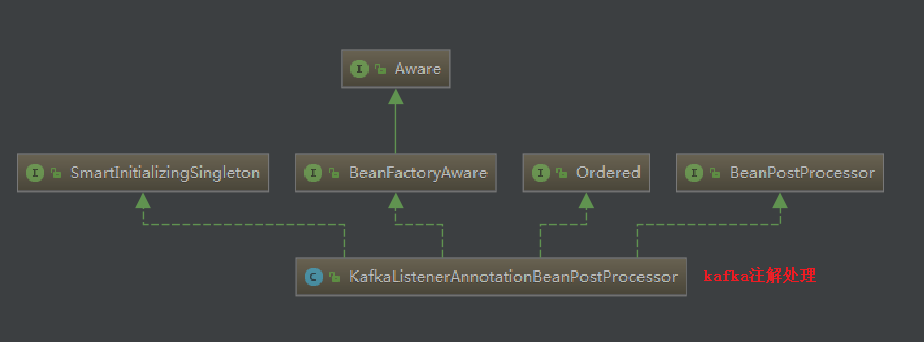 Aware
SmartInitializingSingleton
BeanFactoryAware
Ordered
BeanPostProcessor
KafkaListenerAnnotationBeanPostProcessor
kafka注解处理